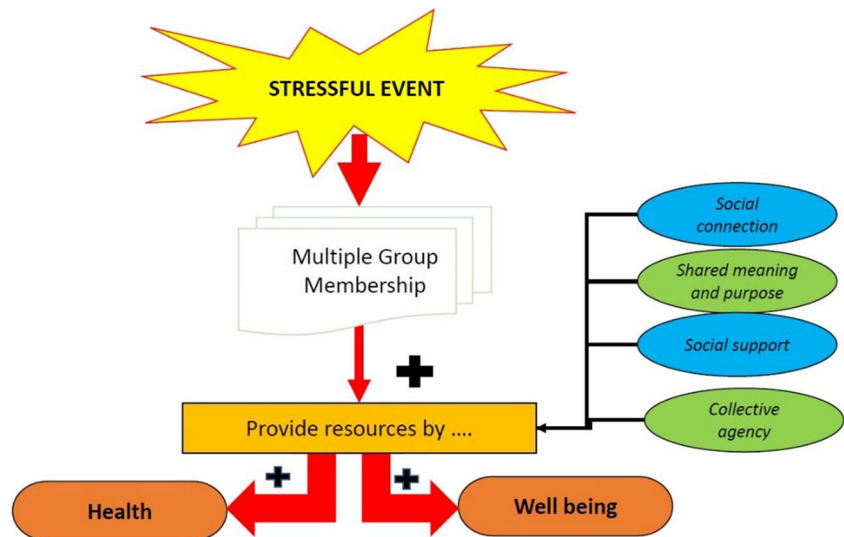 STRESSFUL EVENT
Multiple Group
Membership
Social
connection
Shared meaning
and purpose
Social support
Collective
agency
Provide resources by ....
Health
Well being